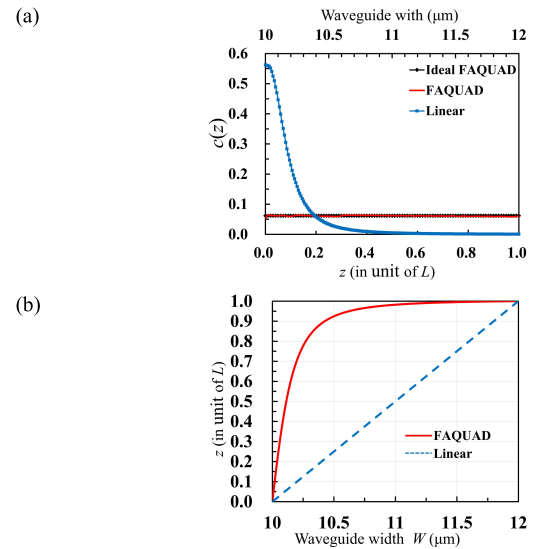 (a)
Waveguide with (μm)
10 10.5 11 11.5 12
0.6
0.5
0.4
0.3
0.2
0.1
0.0
c(z)
Ideal FAQUAD
FAQUAD
Linear
0.0 0.2 0.4 0.6 0.8 1.0
z (in unit of L)
(b)
1.0
0.9
0.8
0.7
0.6
0.5
0.4
0.3
0.2
0.1
0.0
z (in unit of L)
FAQUAD
Linear
10 10.5 11 11.5 12
Waveguide width W (μm)